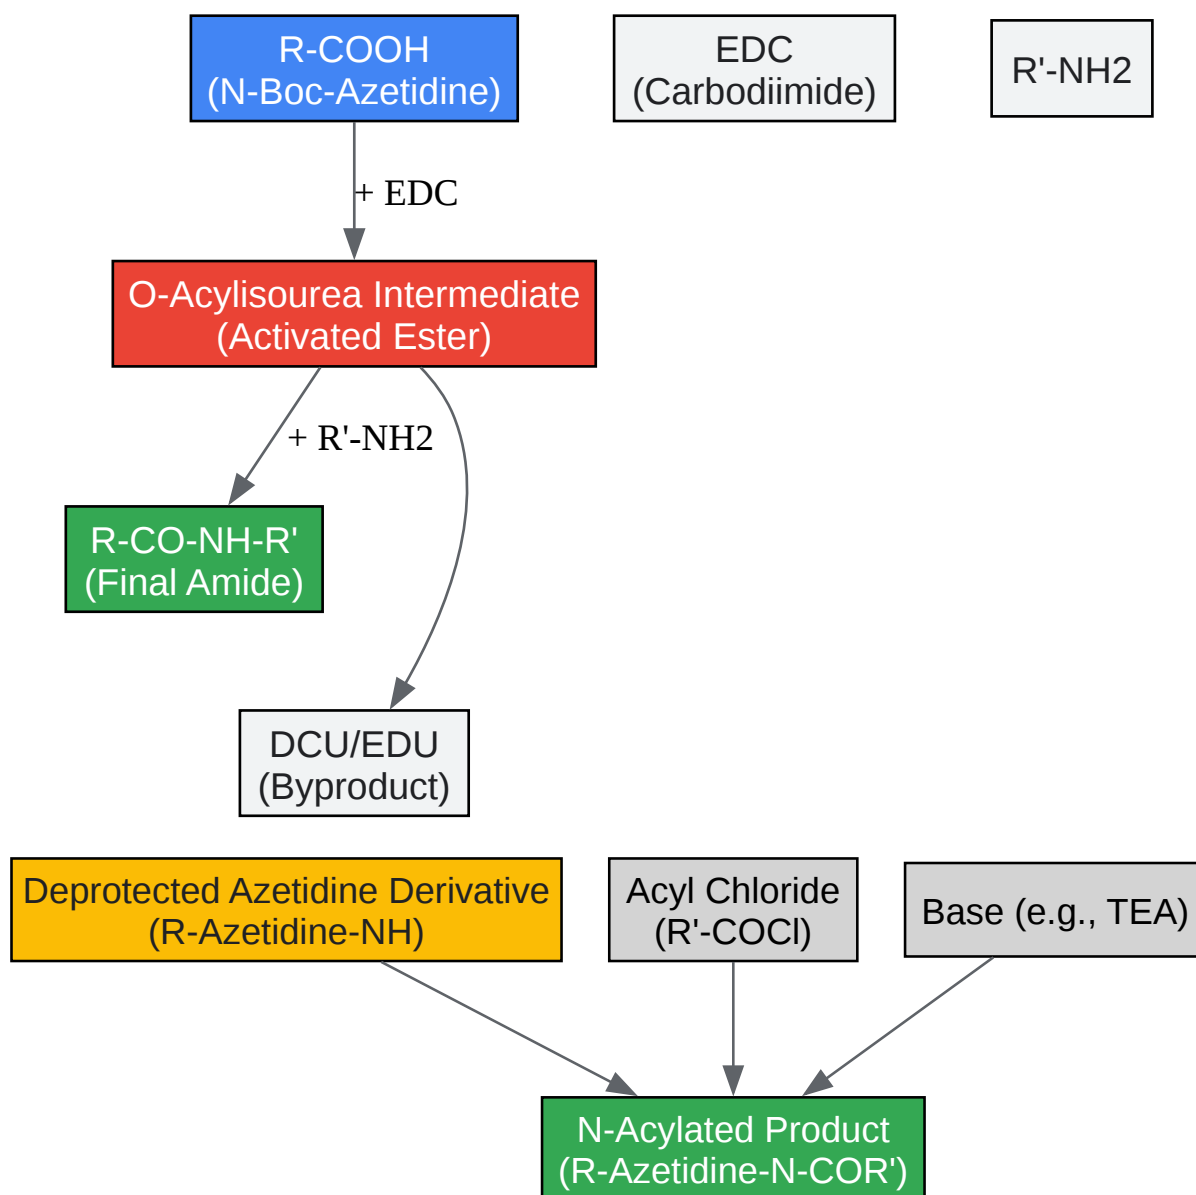 R-COOH
(N-Boc-Azetidine)
EDC
(Carbodiimide)
R'-NH2
+ EDC
O-Acylisourea Intermediate
(Activated Ester)
+ R'-NH2
R-CO-NH-R'
(Final Amide)
DCU/EDU
(Byproduct)
Deprotected Azetidine Derivative
(R-Azetidine-NH)
Acyl Chloride
(R'-COCl)
Base (e.g., TEA)
N-Acylated Product
(R-Azetidine-N-COR')